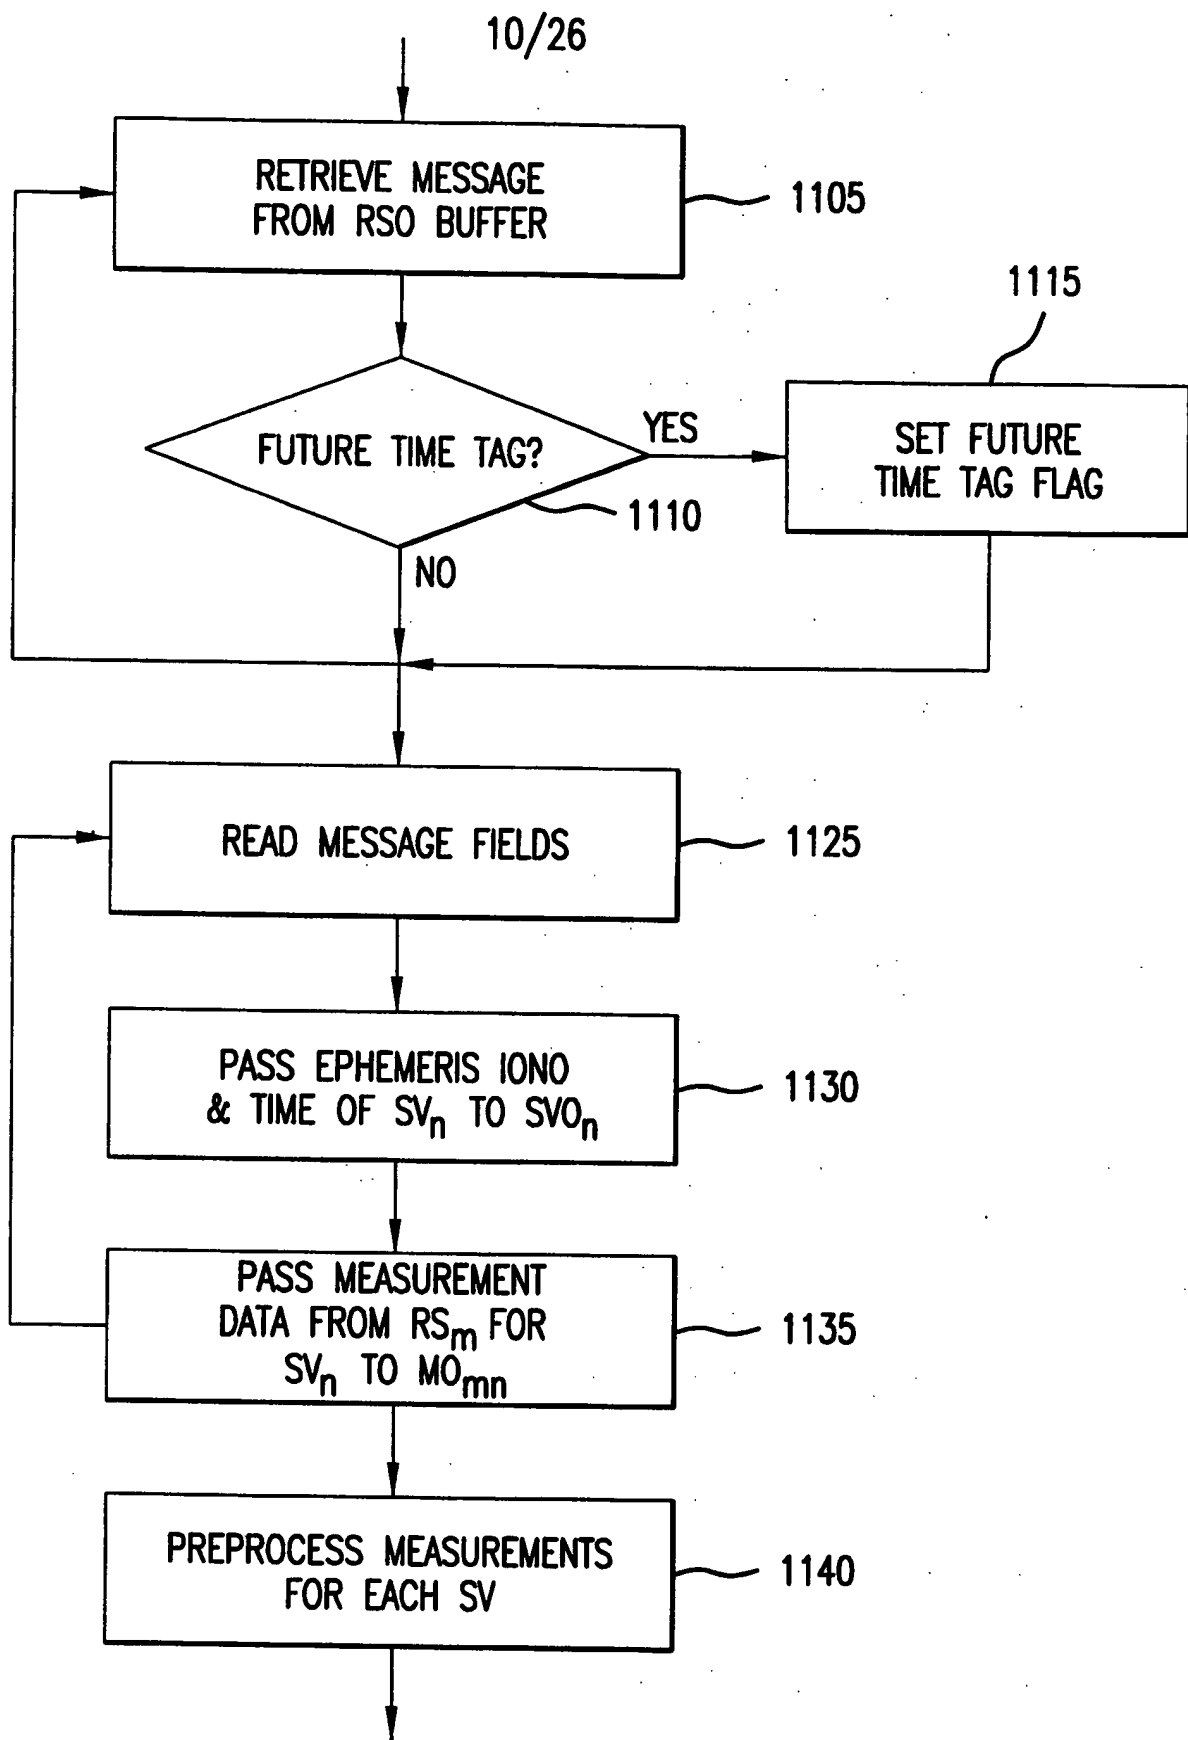 10/26
RETRIEVE MESSAGE
FROM RSO BUFFER
1105
1115
FUTURE TIME TAG?
YES
SET FUTURE
TIME TAG FLAG
1110
NO
READ MESSAGE FIELDS
1125
PASS EPHEMERIS IONO
& TIME OF SVn TO SVOn
1130
PASS MEASUREMENT
DATA FROM RSm FOR
SVn TO MOmn
1135
PREPROCESS MEASUREMENTS
FOR EACH SV
1140